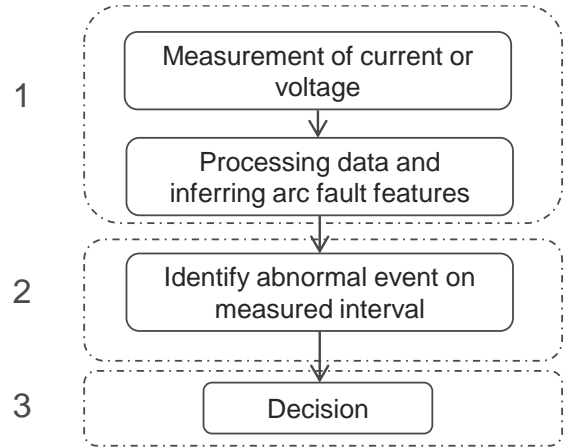 1
Measurement of current or
voltage
Processing data and
inferring arc fault features
2
Identify abnormal event on
measured interval
3
Decision